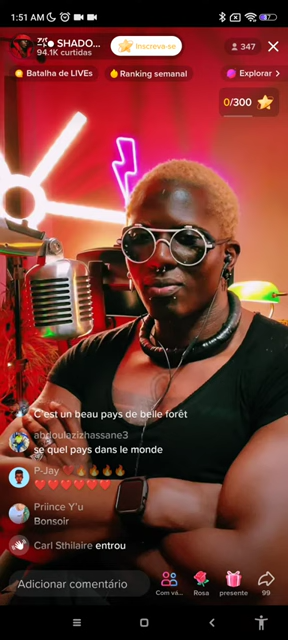 1:51 AM
SHADO...
94.1K curtidas
Inscreva-se
347
Batalha de LIVEs
Ranking semanal
Explorar >
0/300
C'est un beau pays de belle forêt
abdoulazizhassane3
se quel pays dans le monde
P-Jay
Priince Y'u
Bonsoir
Carl Sthilaire entrou
Adicionar comentário
Com vá...
Rosa
presente
99